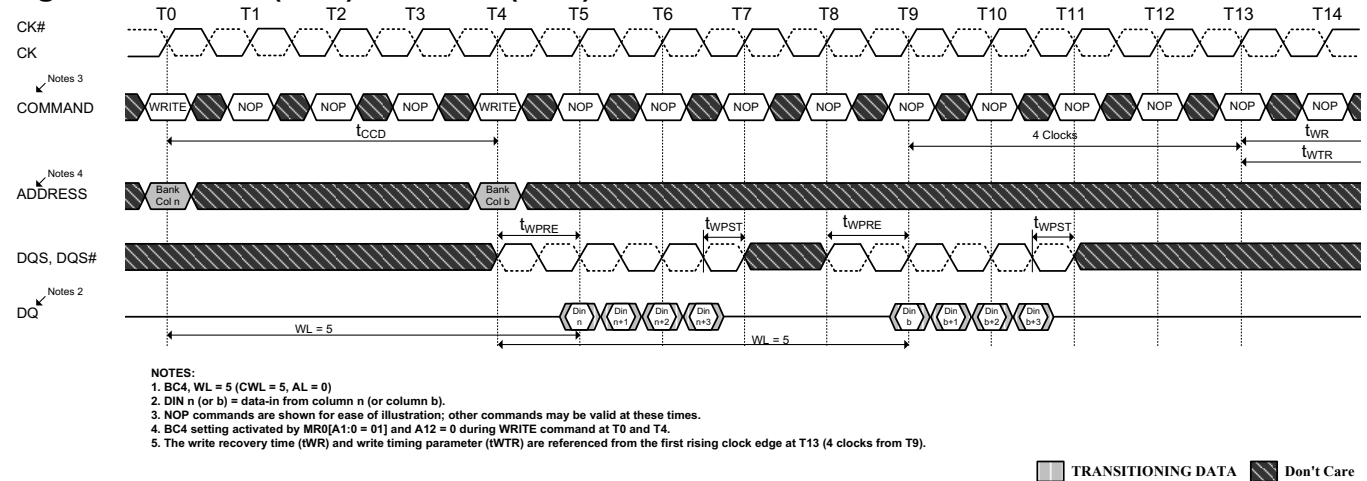 T0 T1 T2 T3 T4 T5 T6 T7 T8 T9 T10 T11 T12 T13 T14
CK#
CK
Notes 3
COMMAND WRITE NOP NOP NOP WRITE NOP NOP NOP NOP NOP NOP NOP NOP NOP NOP
tCCD 4 Clocks tWR
tWTR
Notes 4
ADDRESS
Bank Col n
Bank Col b
tWPRE tWPST tWPRE tWPST
DQS, DQS#
Notes 2
DQ
Din n
Din n+1
Din n+2
Din n+3
Din b
Din b+1
Din b+2
Din b+3
WL = 5
WL = 5
NOTES:
1. BC4, WL = 5 (CWL = 5, AL = 0)
2. DIN n (or b) = data-in from column n (or column b).
3. NOP commands are shown for ease of illustration; other commands may be valid at these times.
4. BC4 setting activated by MR0[A1:0 = 01] and A12 = 0 during WRITE command at T0 and T4.
5. The write recovery time (tWR) and write timing parameter (tWTR) are referenced from the first rising clock edge at T13 (4 clocks from T9).
TRANSITIONING DATA Don't Care